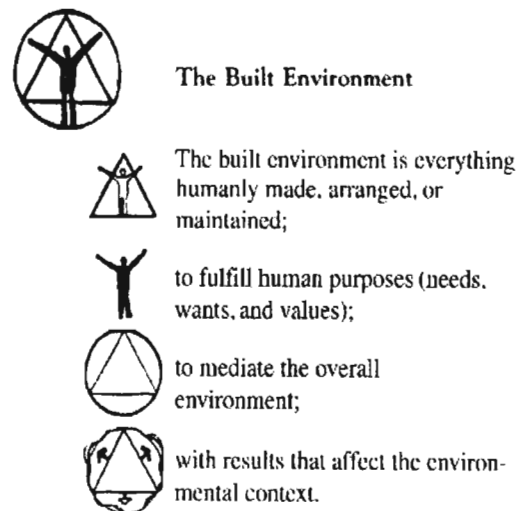 The Built Environment
The built environment is everything
humanly made, arranged, or
maintained;
to fulfill human purposes (needs,
wants, and values);
to mediate the overall
environment;
with results that affect the environ-
mental context.